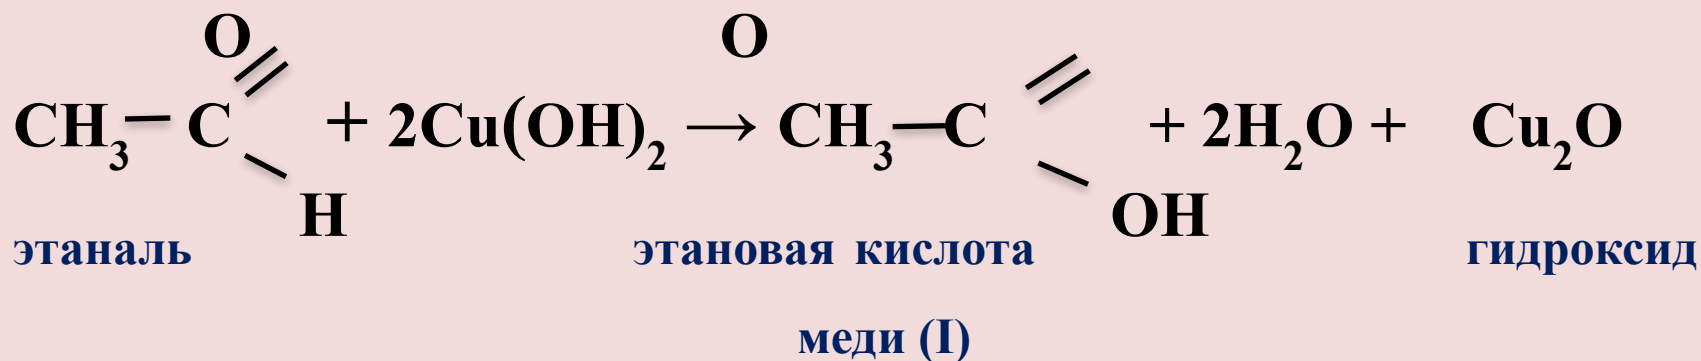 O O
CH₃ — C + 2Cu(OH)₂ → CH₃ — C + 2H₂O + Cu₂O
H OH
этаналь этановая кислота гидроксид
меди (I)